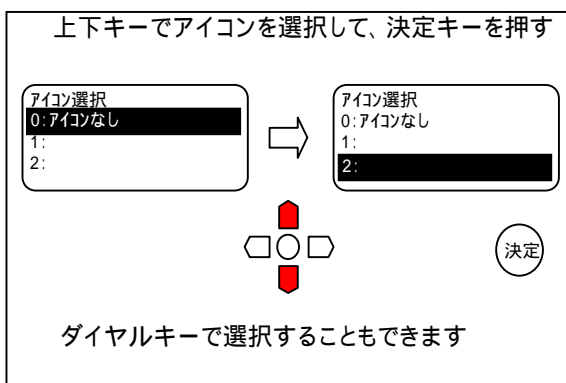 上下キーでアイコンを選択して、決定キーを押す
ｱｲｺﾝ選択
0:ｱｲｺﾝなし
1:
2:
ｱｲｺﾝ選択
0:ｱｲｺﾝなし
1:
2:
決定
ダイヤルキーで選択することもできます